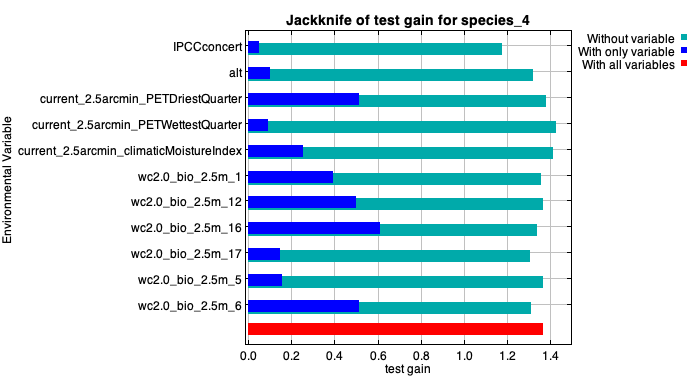 Jackknife of test gain for species_4
Environmental Variable
IPCCconcert
alt
current_2.5arcmin_PETDriestQuarter
current_2.5arcmin_PETWettestQuarter
current_2.5arcmin_climaticMoistureIndex
wc2.0_bio_2.5m_1
wc2.0_bio_2.5m_12
wc2.0_bio_2.5m_16
wc2.0_bio_2.5m_17
wc2.0_bio_2.5m_5
wc2.0_bio_2.5m_6
0.0 0.2 0.4 0.6 0.8 1.0 1.2 1.4
test gain
Without variable
With only variable
With all variables